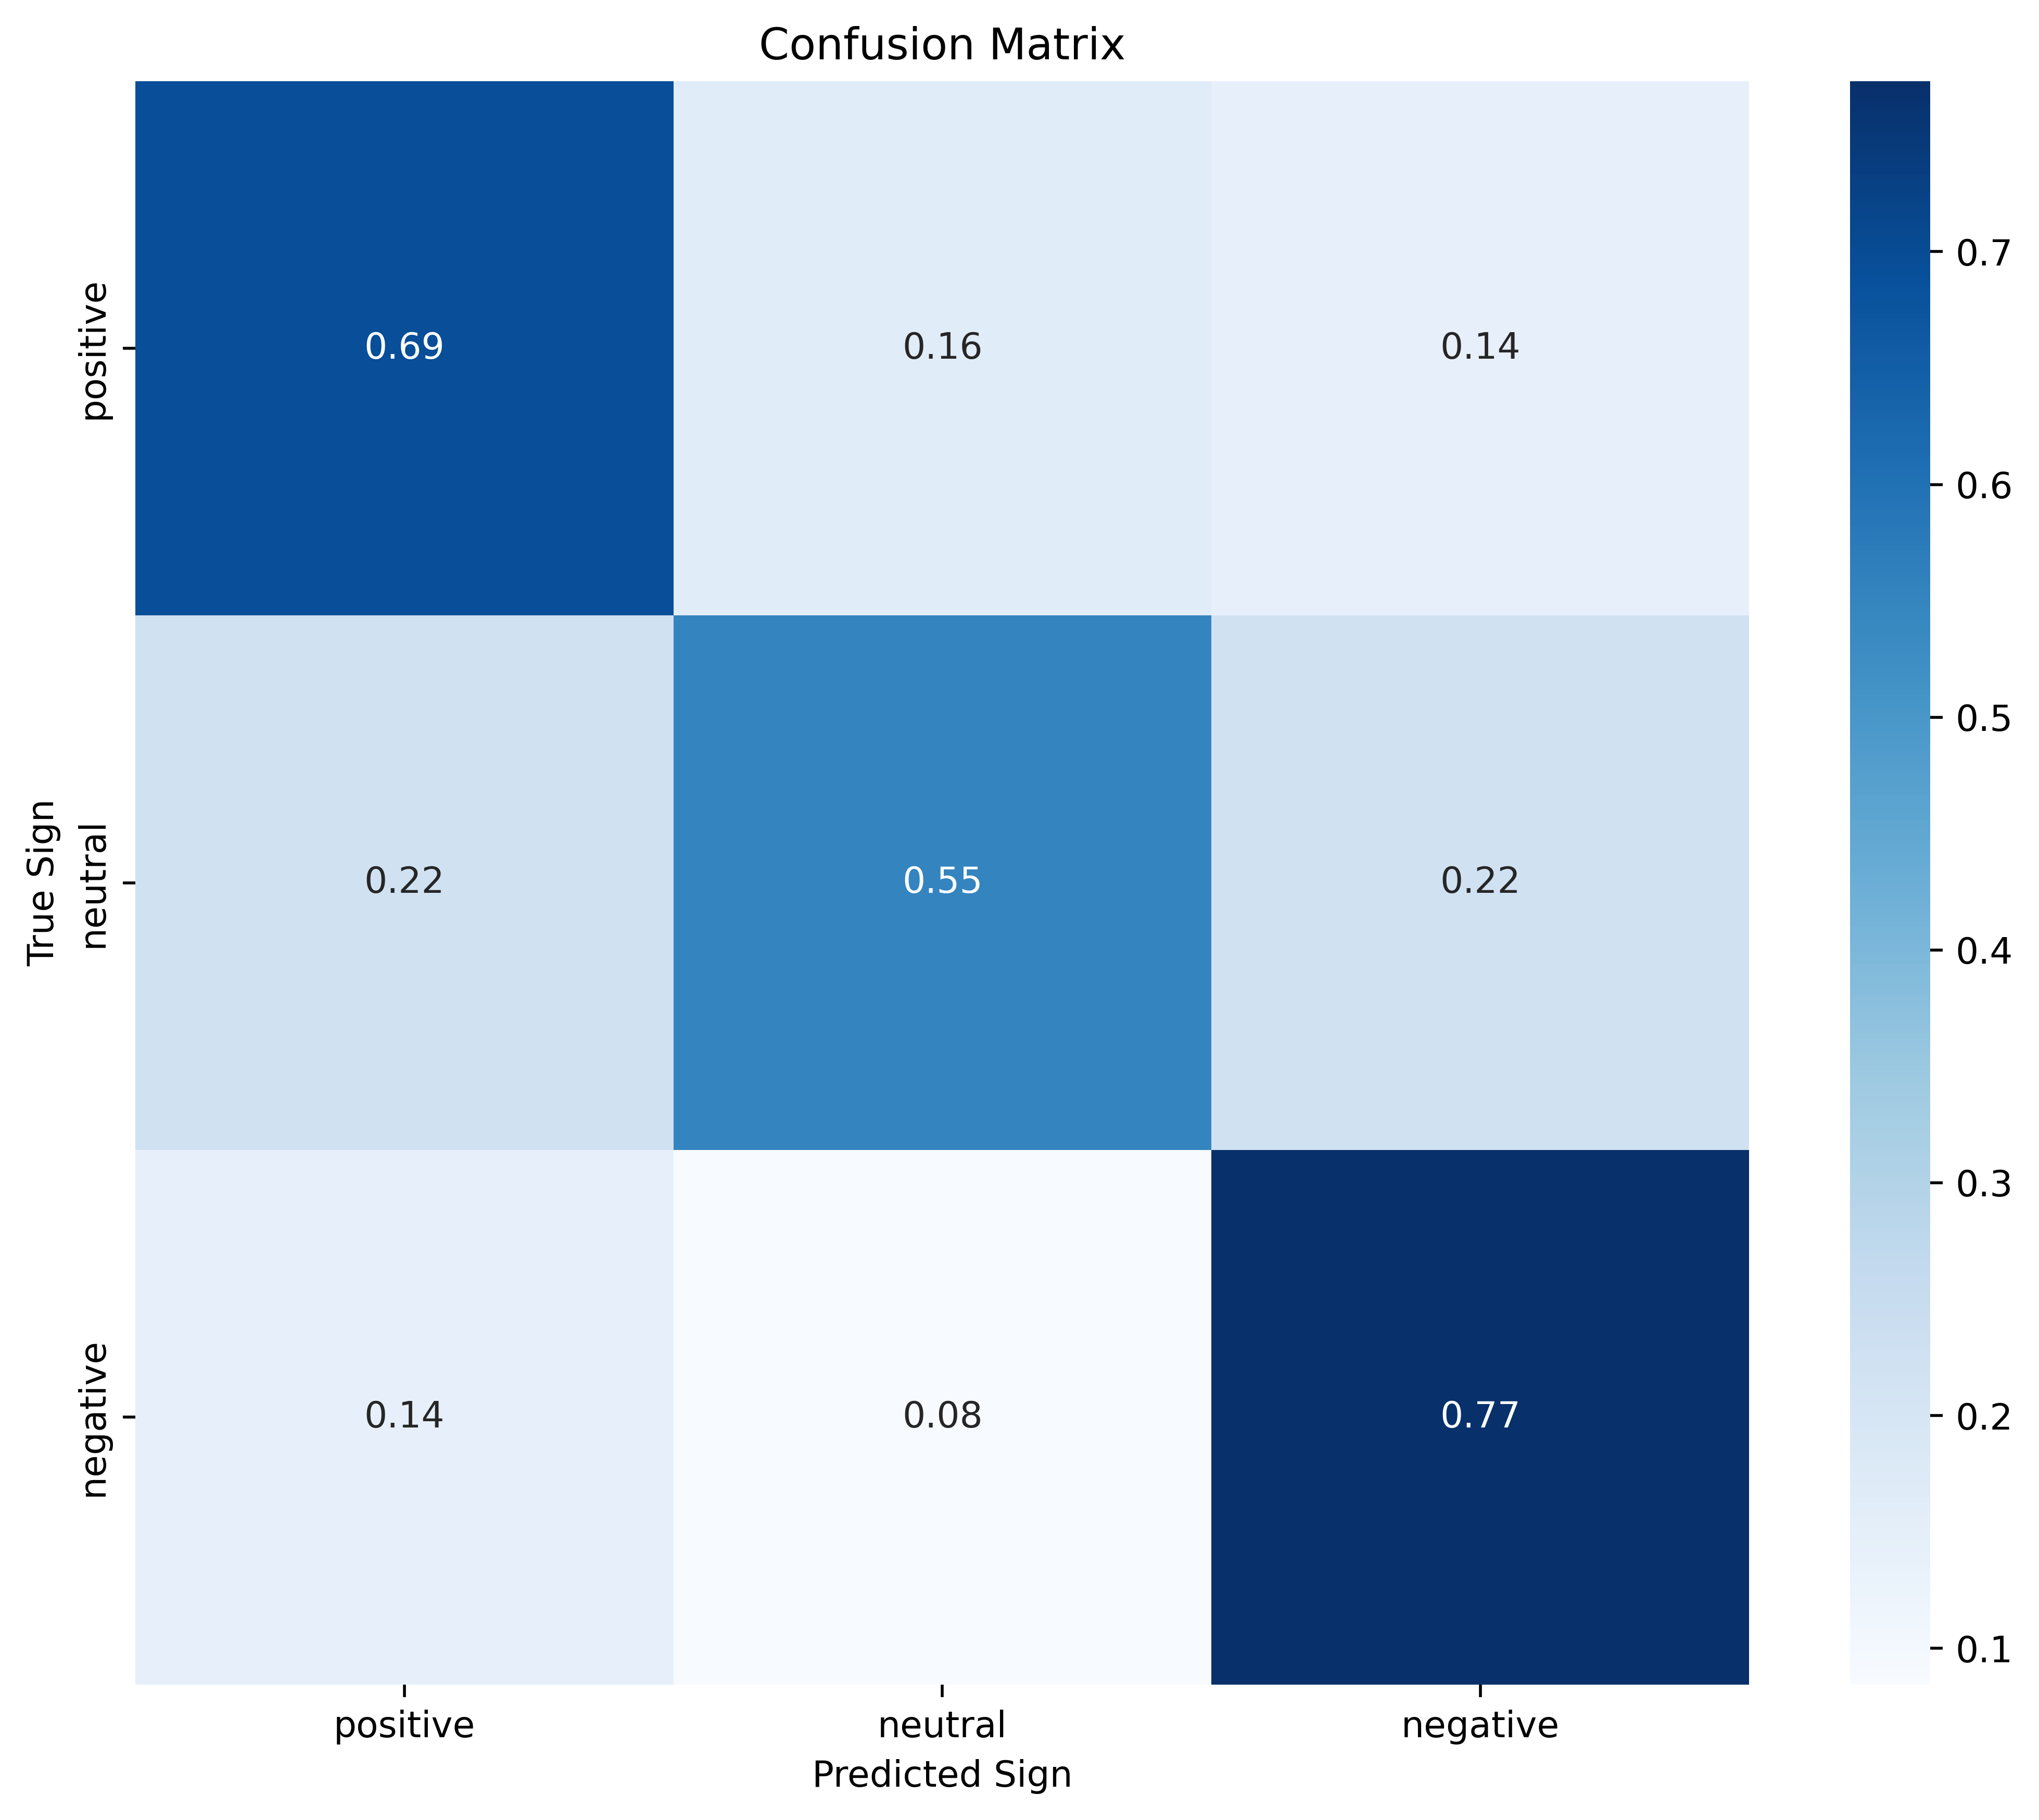 Confusion Matrix
True Sign
positive
0.69 0.16 0.14
neutral
0.22 0.55 0.22
negative
0.14 0.08 0.77
positive neutral negative
Predicted Sign
0.7
0.6
0.5
0.4
0.3
0.2
0.1